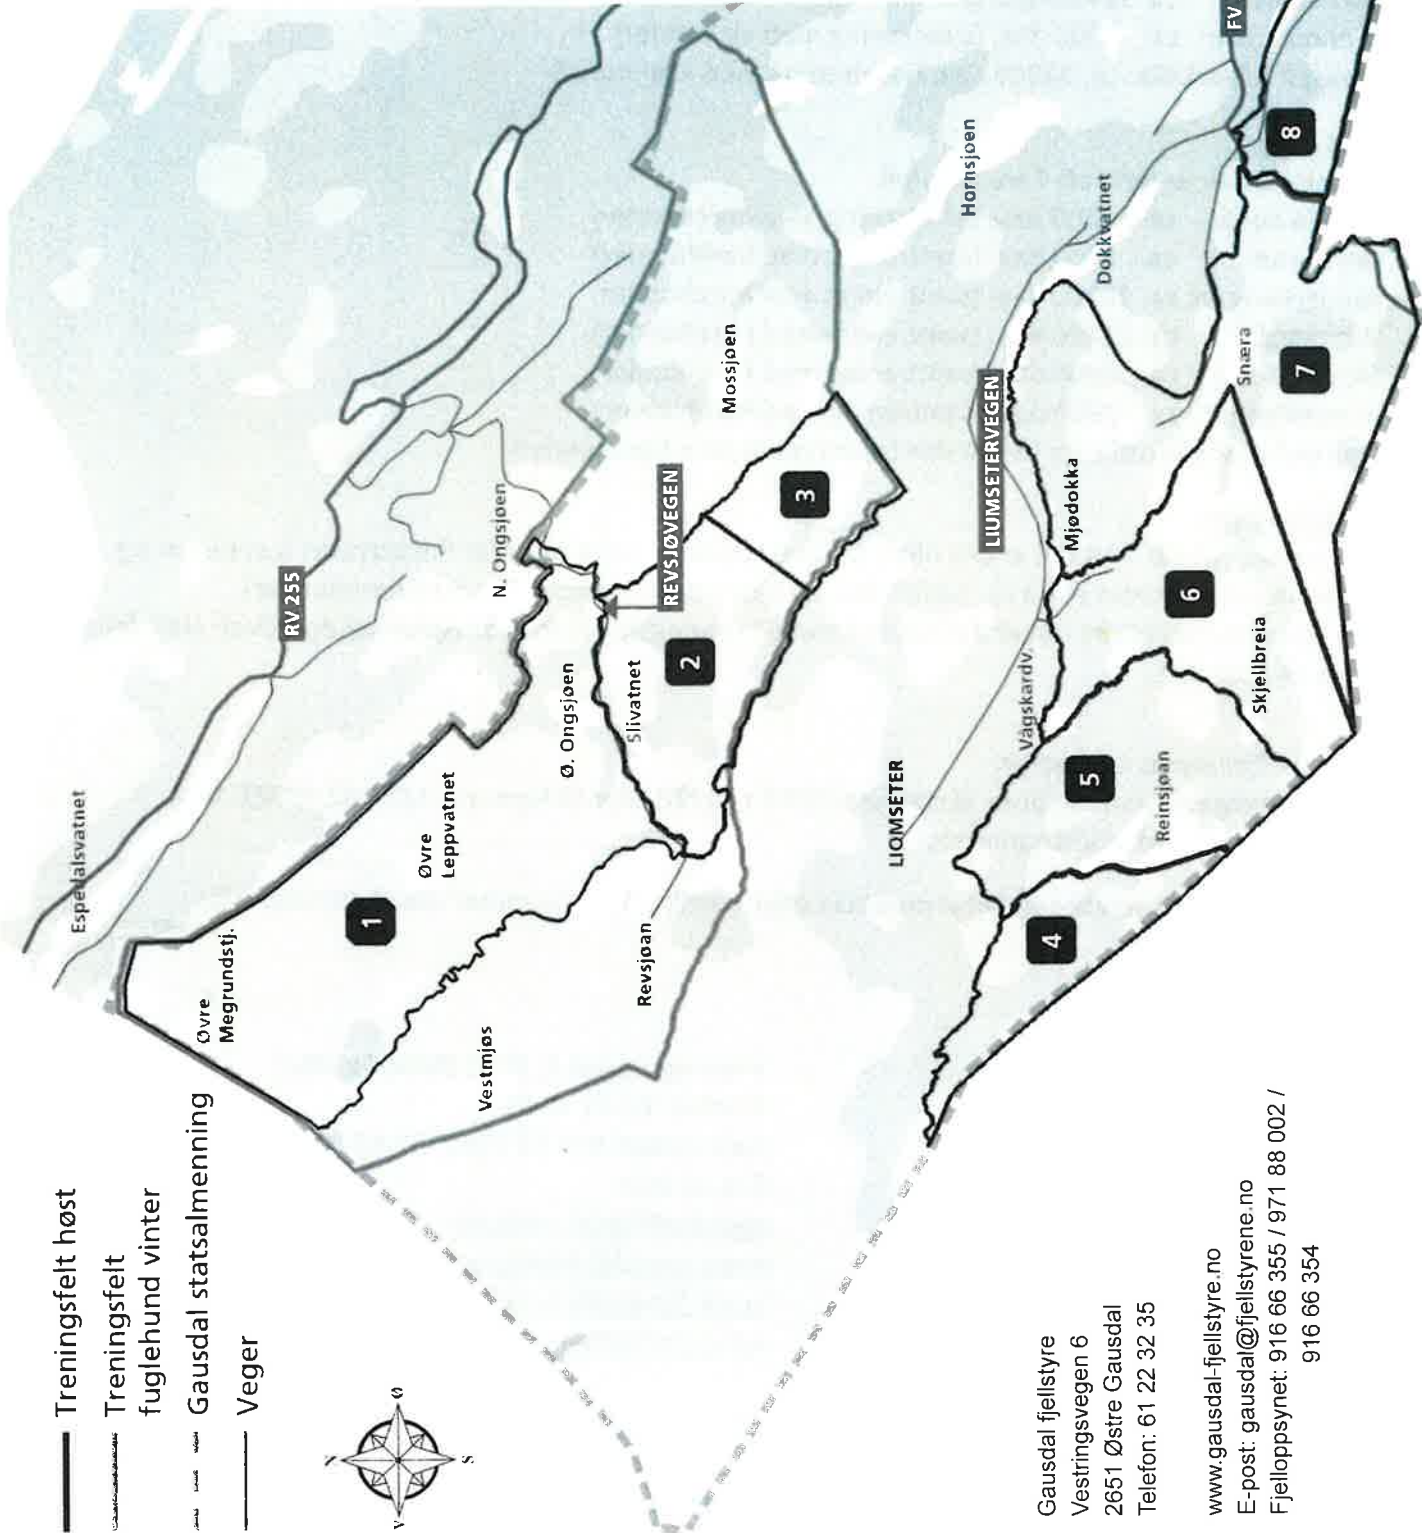 Treningsfelt høst
Treningsfelt
fuglehund vinter
Gausdal statsalmenning
Veger
N
Ø
S
V
Espedalsvatnet
RV 255
N. Ongsjøen
Øvre
Megrundstj.
1
Øvre
Leppvatnet
Ø. Ongsjøen
Slivatnet
2
REVSJØVEGEN
3
Mossjøen
Vestmjøs
Revsjøan
Hornsjøen
FV
8
Dokkvatnet
LIUMSETERVEGEN
Mjødokka
Snæra
7
LIOMSETER
Vågskardv.
6
Skjellbreia
5
Reinsjøan
4
Gausdal fjellstyre
Vestringsvegen 6
2651 Østre Gausdal
Telefon: 61 22 32 35
www.gausdal-fjellstyre.no
E-post: gausdal@fjellstyrene.no
Fjelloppsynet: 916 66 355 / 971 88 002 /
916 66 354